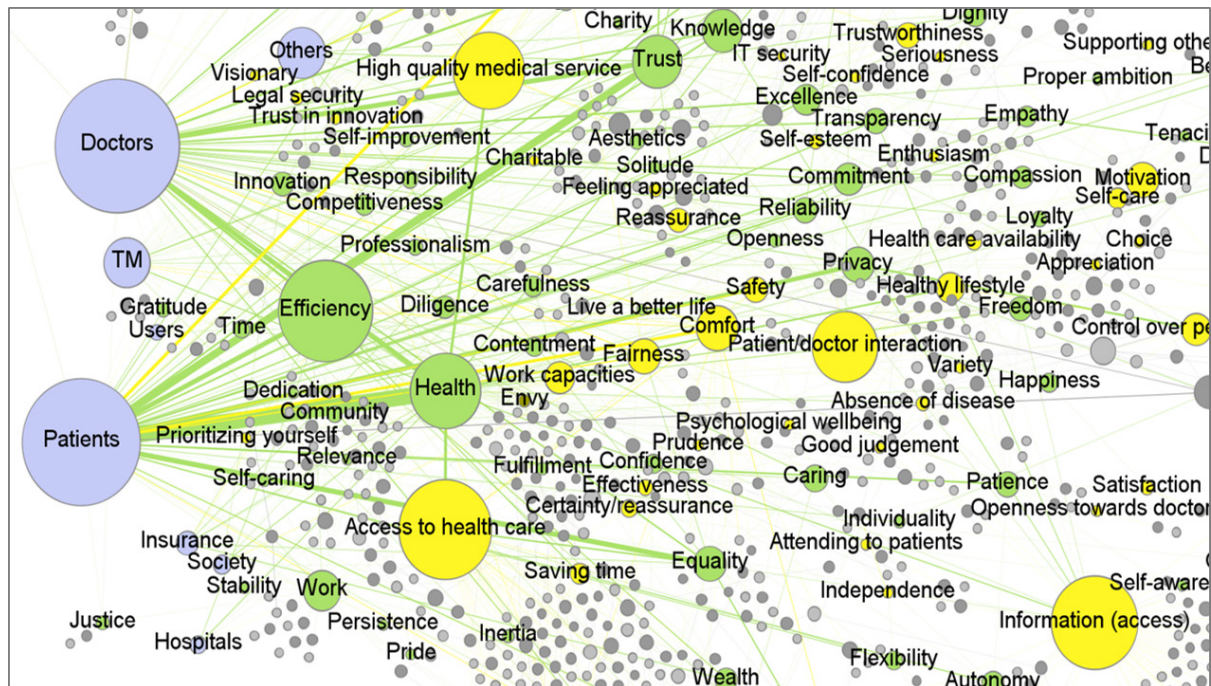 Charity
Knowledge
Dignity
Others
Trustworthiness
IT security
Seriousness
Supporting othe
Trust
High quality medical service
Visionary
Self-confidence
Proper ambition
Be
Legal security
Excellence
Trust in innovation
Transparency
Empathy
Doctors
Self-improvement
Aesthetics
Self-esteem
Tenaci
Charitable
Enthusiasm
D
Solitude
Innovation
Responsibility
Feeling appreciated
Commitment
Compassion
Motivation
Competitiveness
Self-care
Reassurance
Reliability
Loyalty
Professionalism
Openness
Health care availability
Choice
TM
Privacy
Appreciation
Carefulness
Safety
Healthy lifestyle
Gratitude
Efficiency
Diligence
Live a better life
Freedom
Users
Time
Comfort
Control over pe
Contentment
Fairness
Patient/doctor interaction
Work capacities
Variety
Health
Happiness
Dedication
Envy
Absence of disease
Community
Psychological wellbeing
Patients
Prioritizing yourself
Prudence
Good judgement
Relevance
Fulfillment
Confidence
Self-caring
Effectiveness
Caring
Patience
Satisfaction
Certainty/reassurance
Openness towards doctor
Access to health care
Individuality
Insurance
Attending to patients
Society
Equality
Stability
Work
Saving time
Independence
Self-aware
Justice
Persistence
Information (access)
Hospitals
Inertia
Pride
Flexibility
Wealth
Autonomy